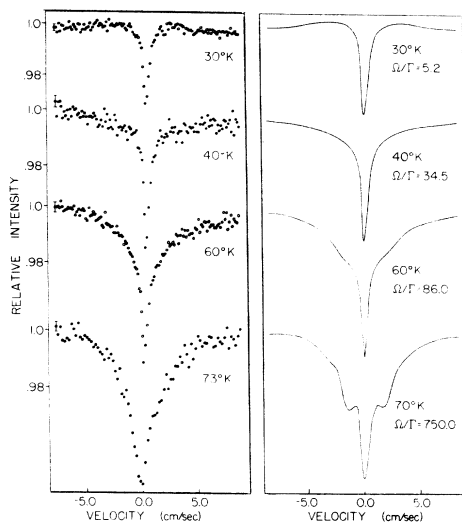 RELATIVE INTENSITY
1.0
.98
30°K
1.0
.98
40°K
1.0
.98
60°K
1.0
.98
73°K
-5.0 0.0 5.0
VELOCITY (cm/sec)
30°K
Ω/Γ=5.2
40°K
Ω/Γ=34.5
60°K
Ω/Γ=86.0
70°K
Ω/Γ=750.0
-5.0 0.0 5.0
VELOCITY (cm/sec)